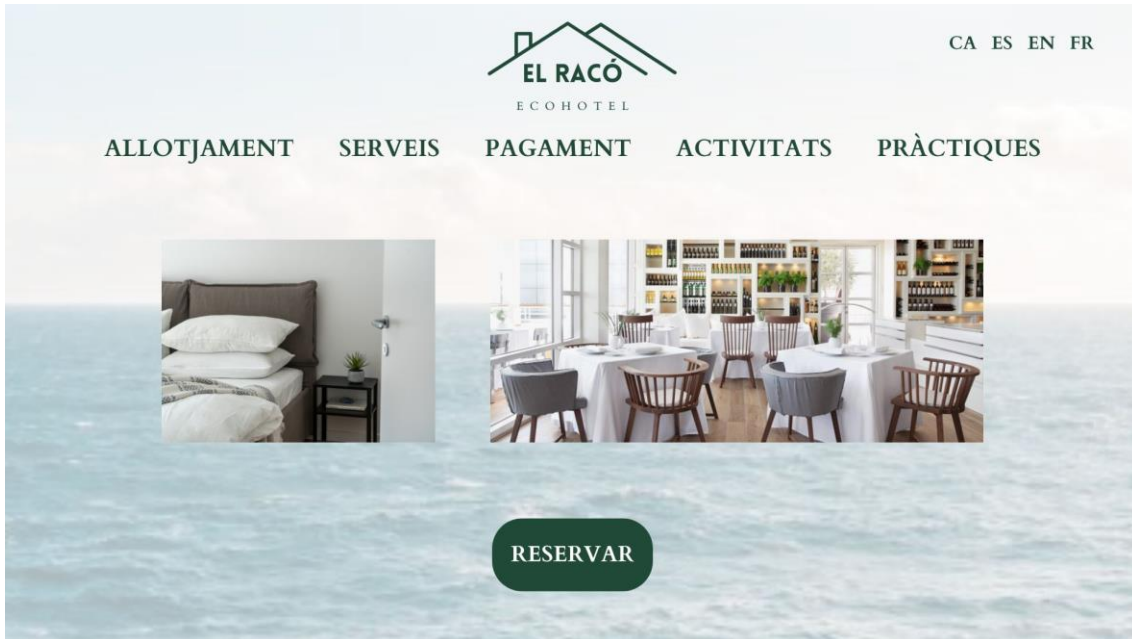 EL RACÓ
ECOHOTEL
CA ES EN FR
ALLOTJAMENT SERVEIS PAGAMENT ACTIVITATS PRÀCTIQUES
RESERVAR